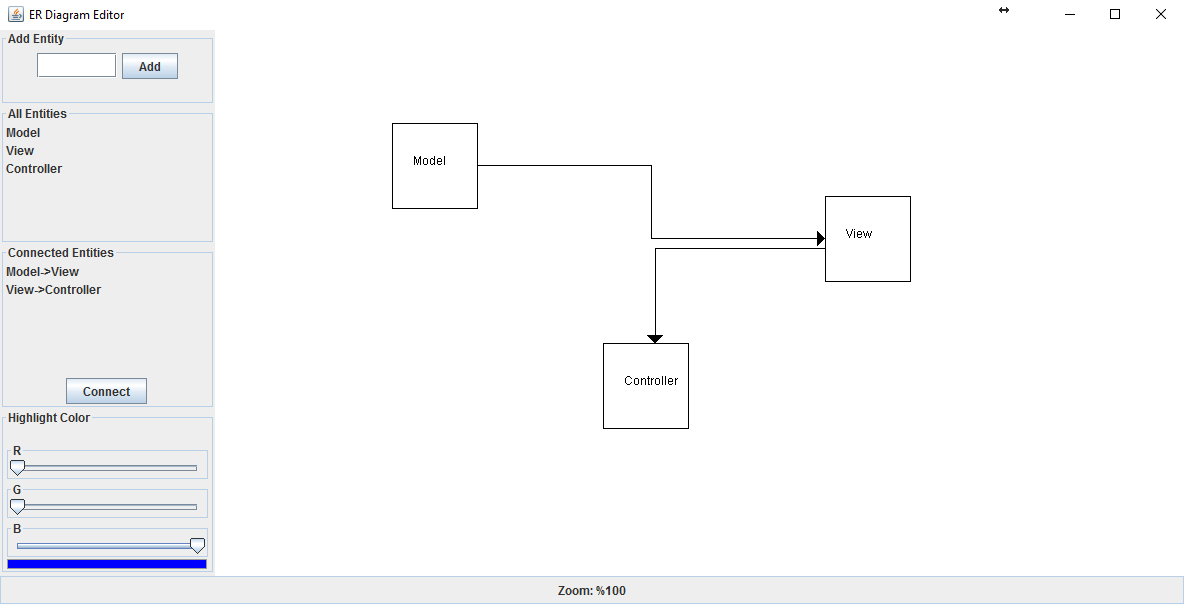 ER Diagram Editor
Add Entity
Add
All Entities
Model
View
Controller
Connected Entities
Model->View
View->Controller
Connect
Highlight Color
R
G
B
Model
View
Controller
Zoom: %100